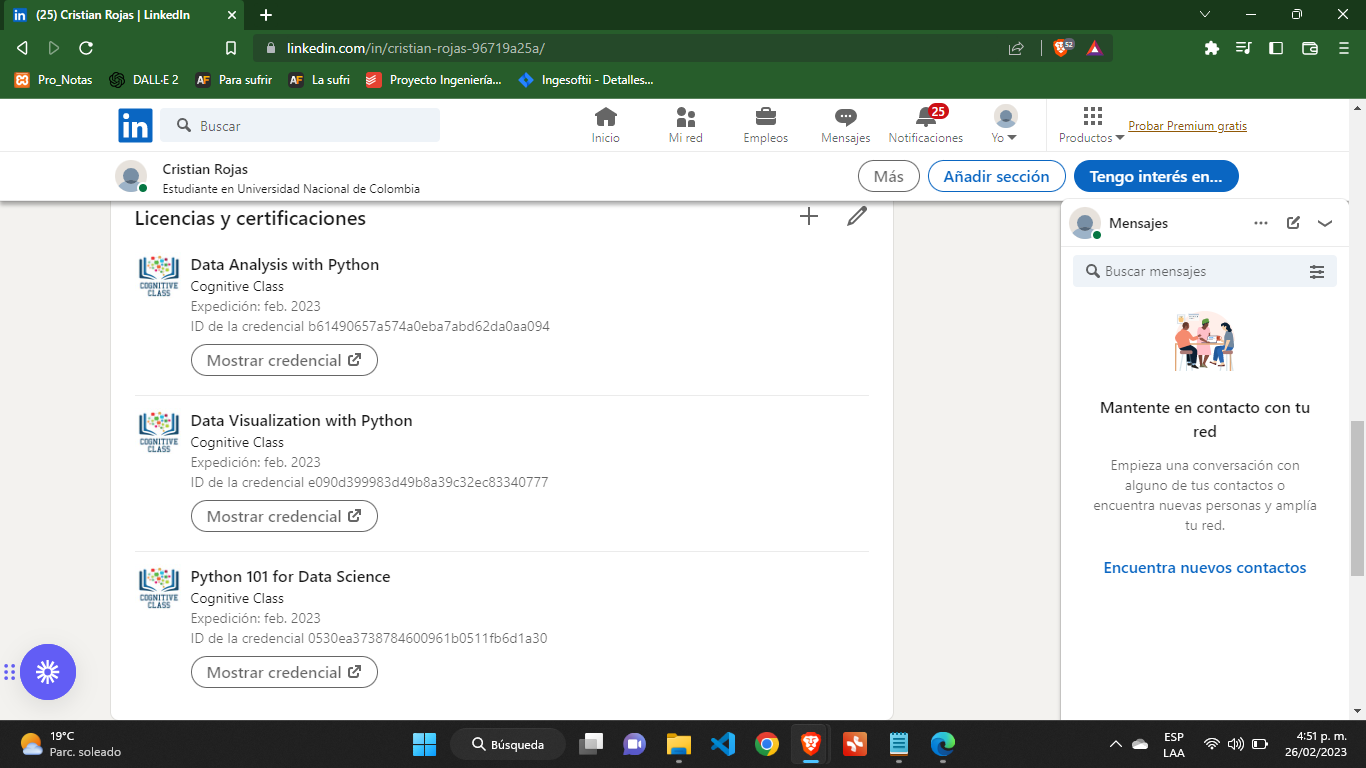 (25) Cristian Rojas | LinkedIn
linkedin.com/in/cristian-rojas-96719a25a/
52
Pro_Notas
DALL·E 2
Para sufrir
La sufri
Proyecto Ingeniería...
Ingesoftii - Detalles...
in
Buscar
Inicio
Mi red
Empleos
Mensajes
25
Notificaciones
Yo
Productos
Probar Premium gratis
Cristian Rojas
Estudiante en Universidad Nacional de Colombia
Más
Añadir sección
Tengo interés en...
Licencias y certificaciones
COGNITIVE CLASS
Data Analysis with Python
Cognitive Class
Expedición: feb. 2023
ID de la credencial b61490657a574a0eba7abd62da0aa094
Mostrar credencial
COGNITIVE CLASS
Data Visualization with Python
Cognitive Class
Expedición: feb. 2023
ID de la credencial e090d399983d49b8a39c32ec83340777
Mostrar credencial
COGNITIVE CLASS
Python 101 for Data Science
Cognitive Class
Expedición: feb. 2023
ID de la credencial 0530ea3738784600961b0511fb6d1a30
Mostrar credencial
Mensajes
Buscar mensajes
Mantente en contacto con tu
red
Empieza una conversación con
alguno de tus contactos o
encuentra nuevas personas y amplía
tu red.
Encuentra nuevos contactos
19°C
Parc. soleado
Búsqueda
ESP
LAA
4:51 p. m.
26/02/2023